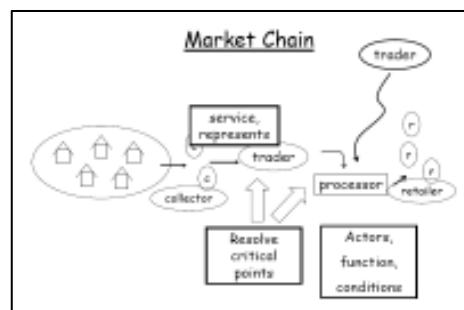 Market Chain
trader
service,
represents
r
r
trader
c
r
processor
retailer
collector
Resolve
critical
points
Actors,
function,
conditions